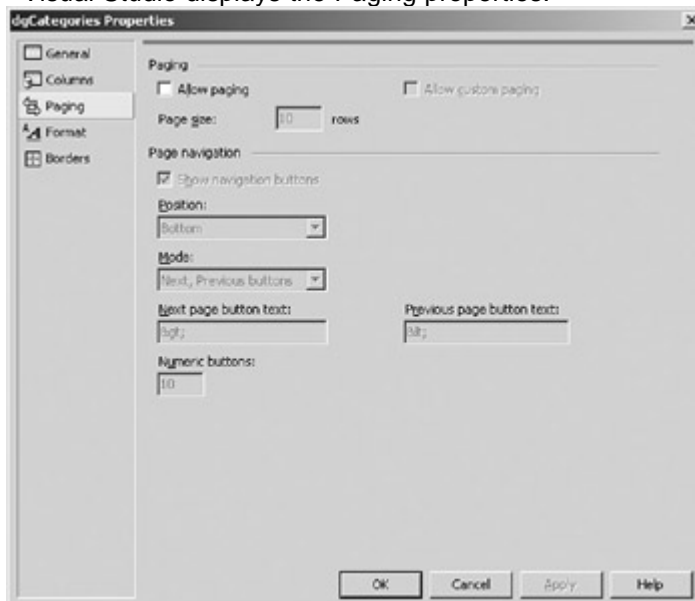 Visual Studio displays the Paging properties.
dgCategories Properties
General
Columns
Paging
Format
Borders
Paging
Allow paging
Allow custom paging
Page size:
10
rows
Page navigation
Show navigation buttons
Position:
Bottom
Mode:
Next, Previous buttons
Next page button text:
Previous page button text:
&gt;
&lt;
Numeric buttons:
10
OK
Cancel
Apply
Help